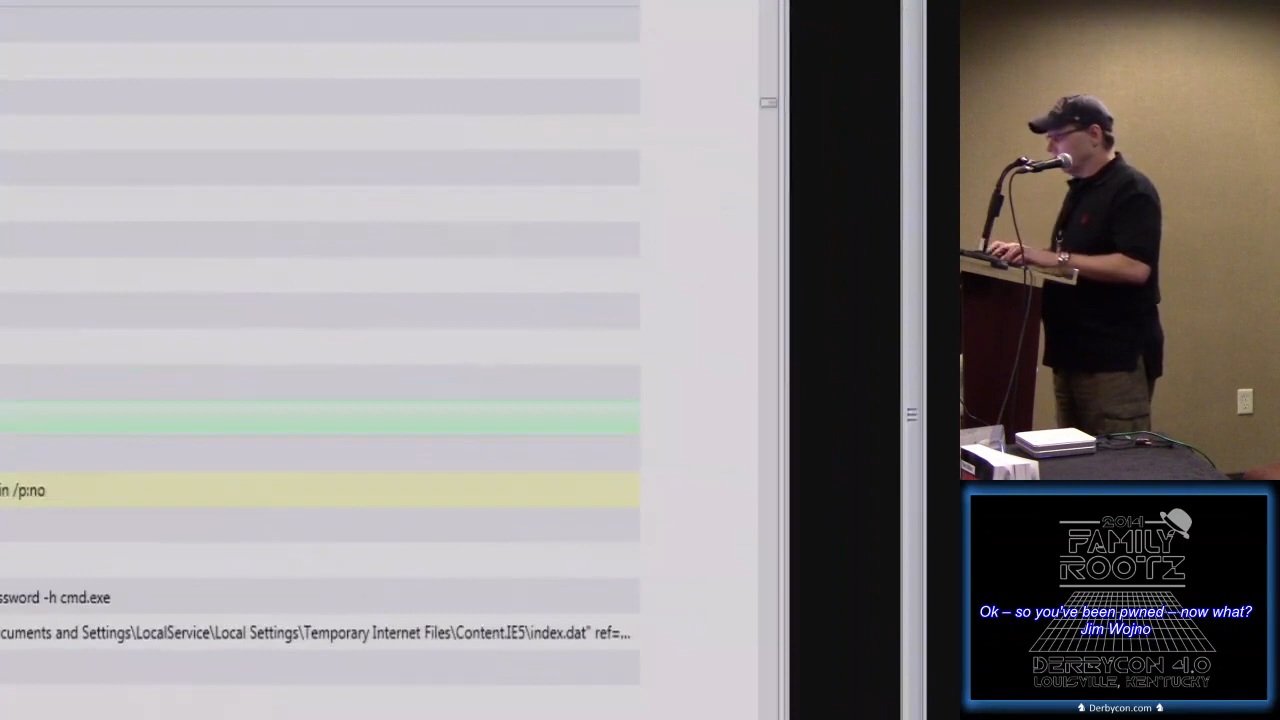 in /p:no
ssword -h cmd.exe
cuments and Settings\LocalService\Local Settings\Temporary Internet Files\Content.IE5\index.dat" ref=...
2014
FAMILY
ROOTZ
Ok – so you've been pwned – now what?
Jim Wojno
DERBYCON 4.0
LOUISVILLE, KENTUCKY
Derbycon.com